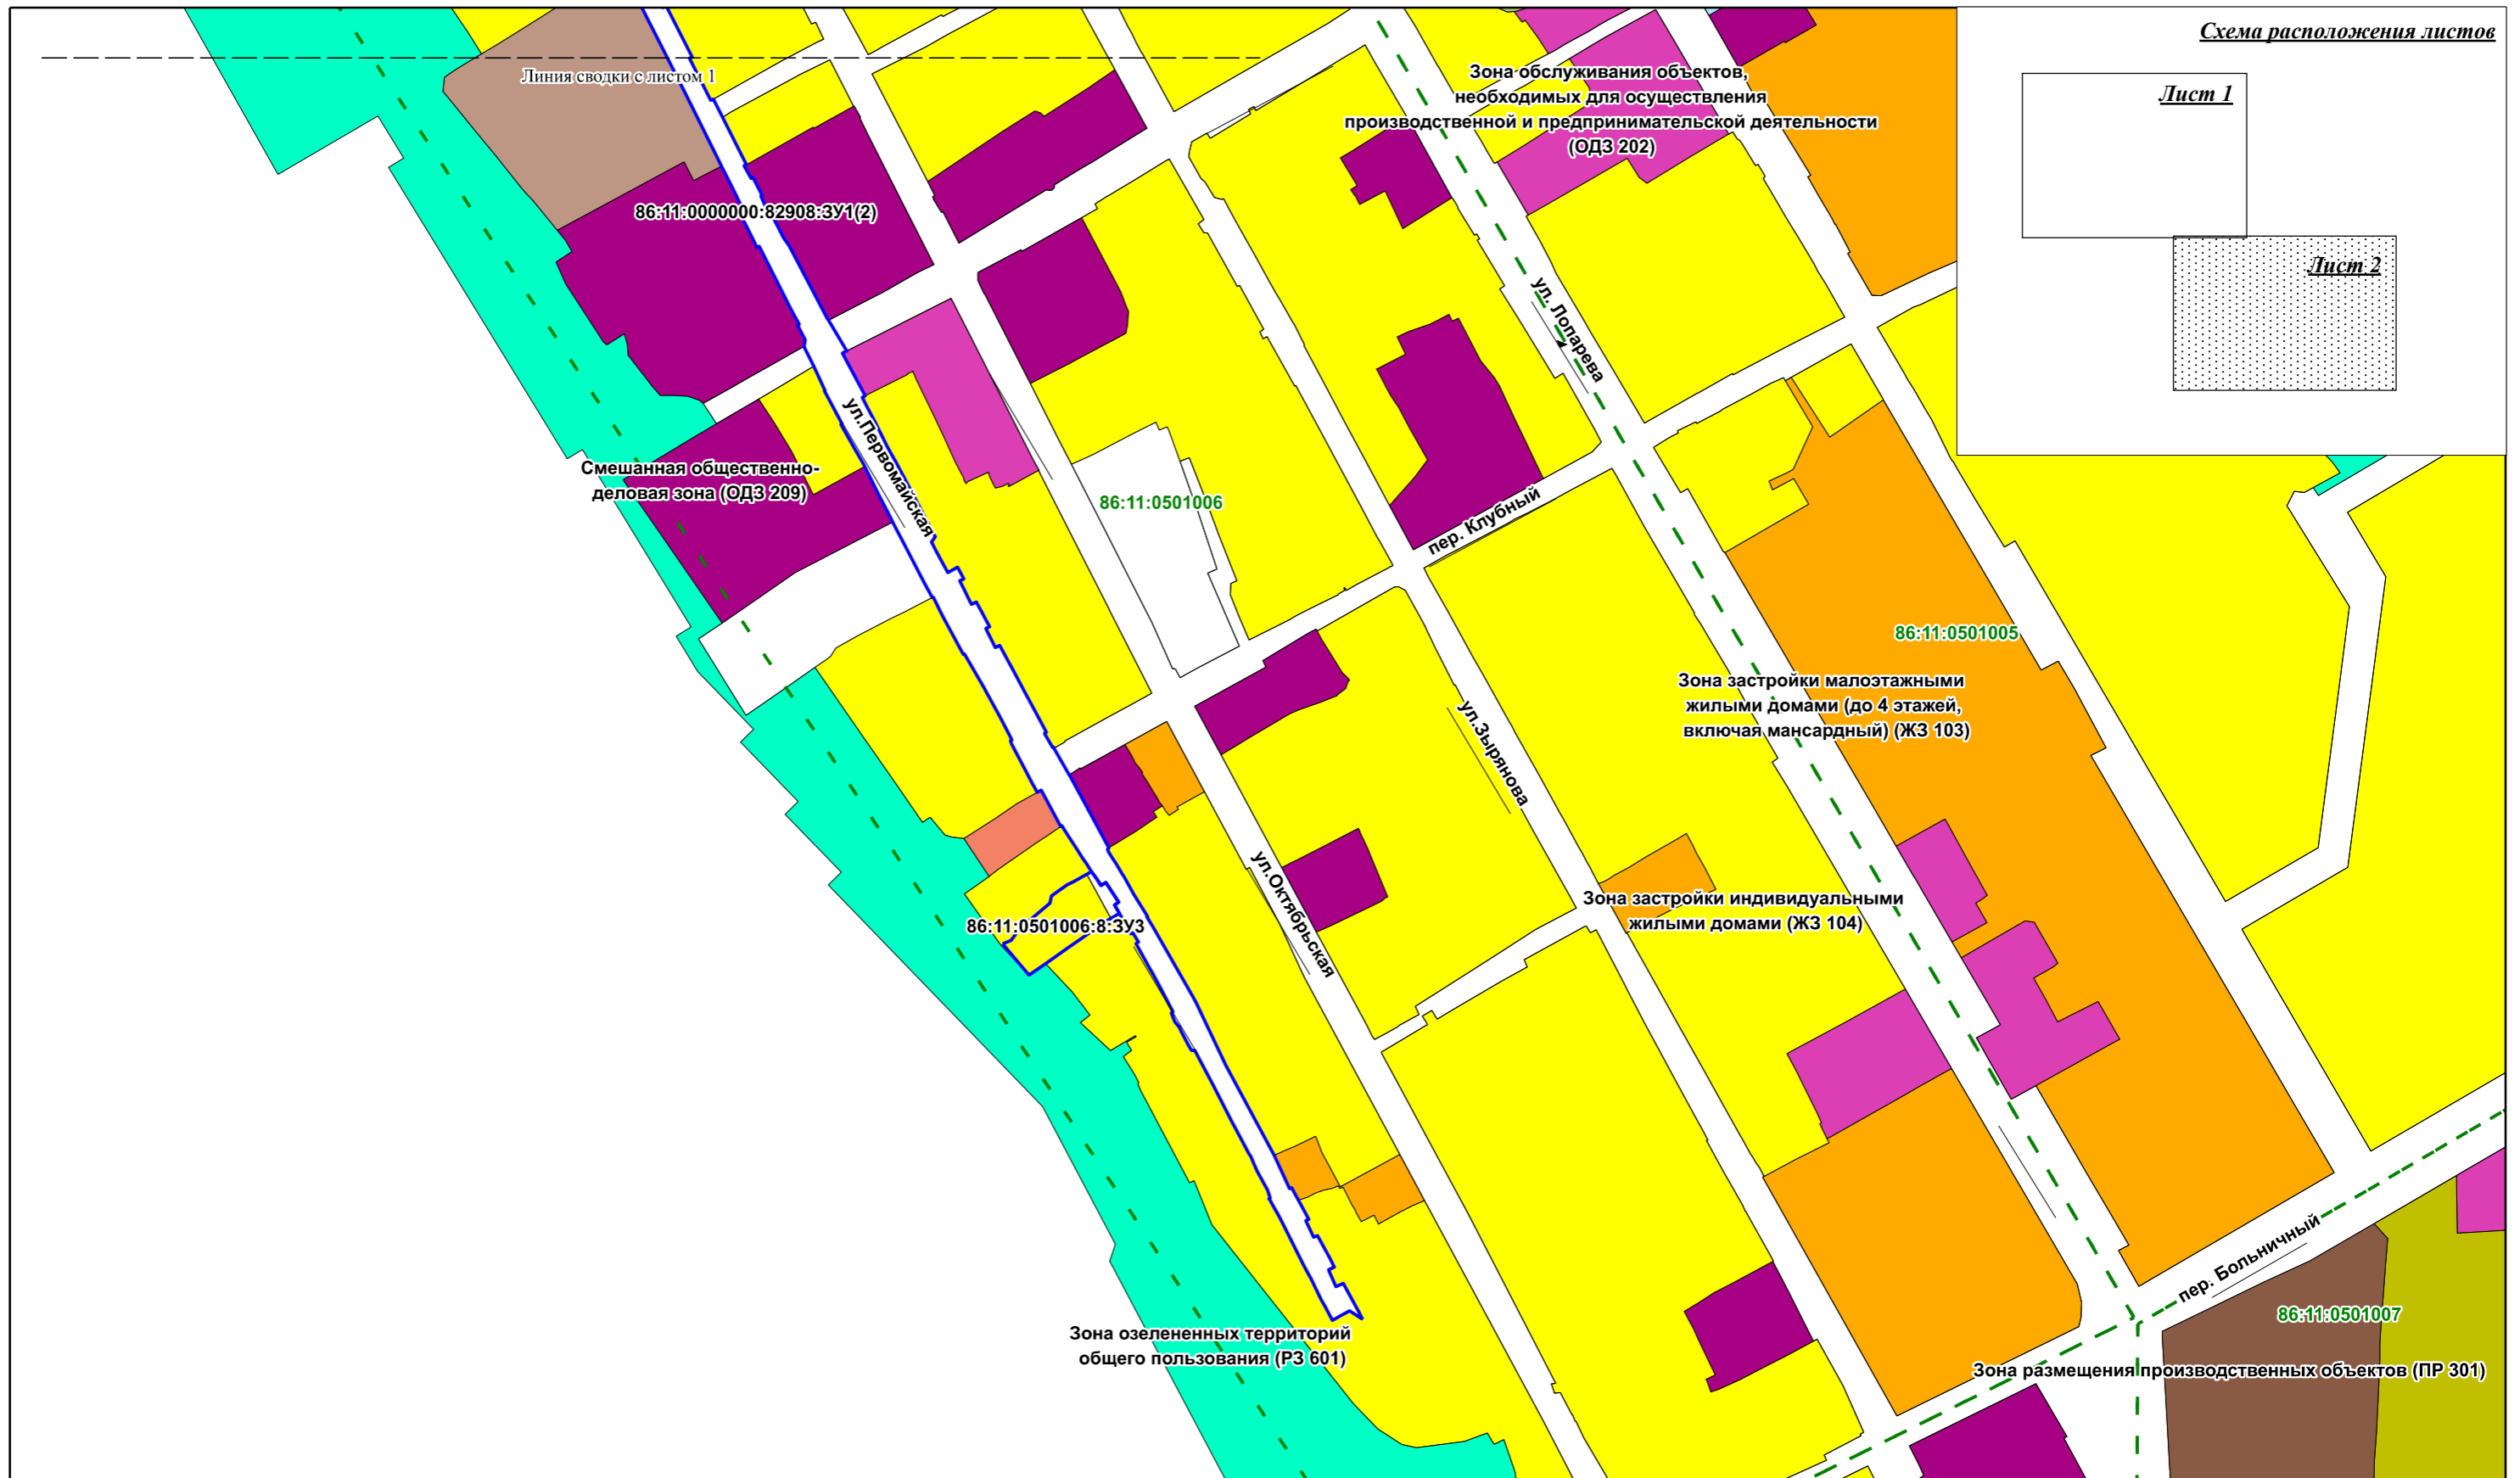 Схема расположения листов
Лист 1
Лист 2
Линия сводки с листом 1
Зона обслуживания объектов,
необходимых для осуществления
производственной и предпринимательской деятельности
(ОДЗ 202)
86:11:0000000:82908:ЗУ1(2)
ул. Лопарева
ул.Первомайская
Смешанная общественно-
деловая зона (ОДЗ 209)
86:11:0501006
пер. Клубный
86:11:0501005
Зона застройки малоэтажными
жилыми домами (до 4 этажей,
включая мансардный) (ЖЗ 103)
ул.Зырянова
ул.Октябрьская
Зона застройки индивидуальными
жилыми домами (ЖЗ 104)
86:11:0501006:8:ЗУ3
пер. Больничный
86:11:0501007
Зона озелененных территорий
общего пользования (РЗ 601)
Зона размещения производственных объектов (ПР 301)